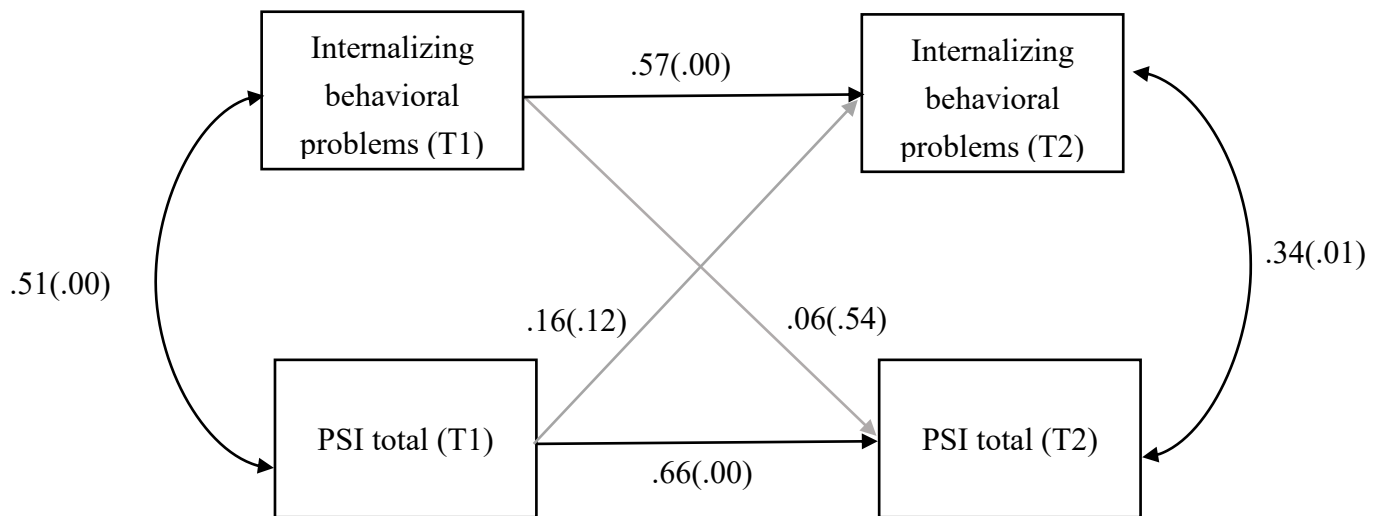 Internalizing
behavioral
problems (T1)
.57(.00)
Internalizing
behavioral
problems (T2)
.51(.00)
.34(.01)
.16(.12)
.06(.54)
PSI total (T1)
PSI total (T2)
.66(.00)